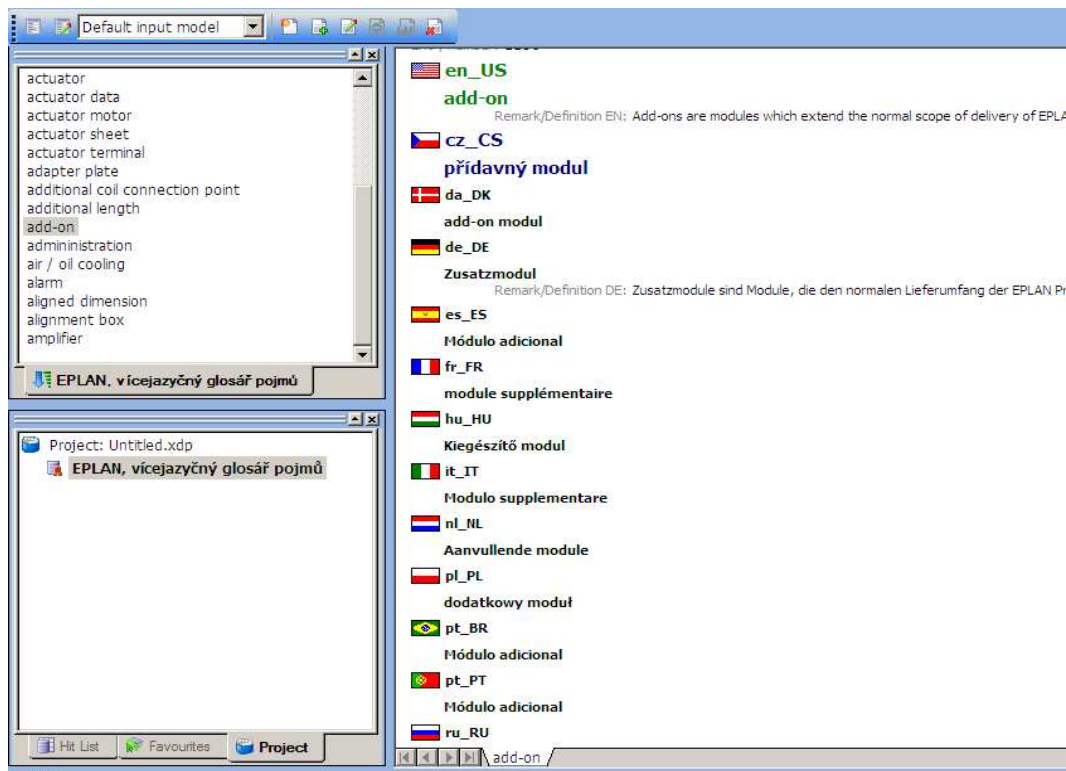 Default input model
actuator
actuator data
actuator motor
actuator sheet
actuator terminal
adapter plate
additional coil connection point
additional length
add-on
admininistration
air / oil cooling
alarm
aligned dimension
alignment box
amplifier
EPLAN, vícejazyčný glosář pojmů
Project: Untitled.xdp
EPLAN, vícejazyčný glosář pojmů
Hit List
Favourites
Project
en_US
add-on
Remark/Definition EN: Add-ons are modules which extend the normal scope of delivery of EPLA
cz_CS
přídavný modul
da_DK
add-on modul
de_DE
Zusatzmodul
Remark/Definition DE: Zusatzmodule sind Module, die den normalen Lieferumfang der EPLAN Pr
es_ES
Módulo adicional
fr_FR
module supplémentaire
hu_HU
Kiegészítő modul
it_IT
Modulo supplementare
nl_NL
Aanvullende module
pl_PL
dodatkowy moduł
pt_BR
Módulo adicional
pt_PT
Módulo adicional
ru_RU
add-on